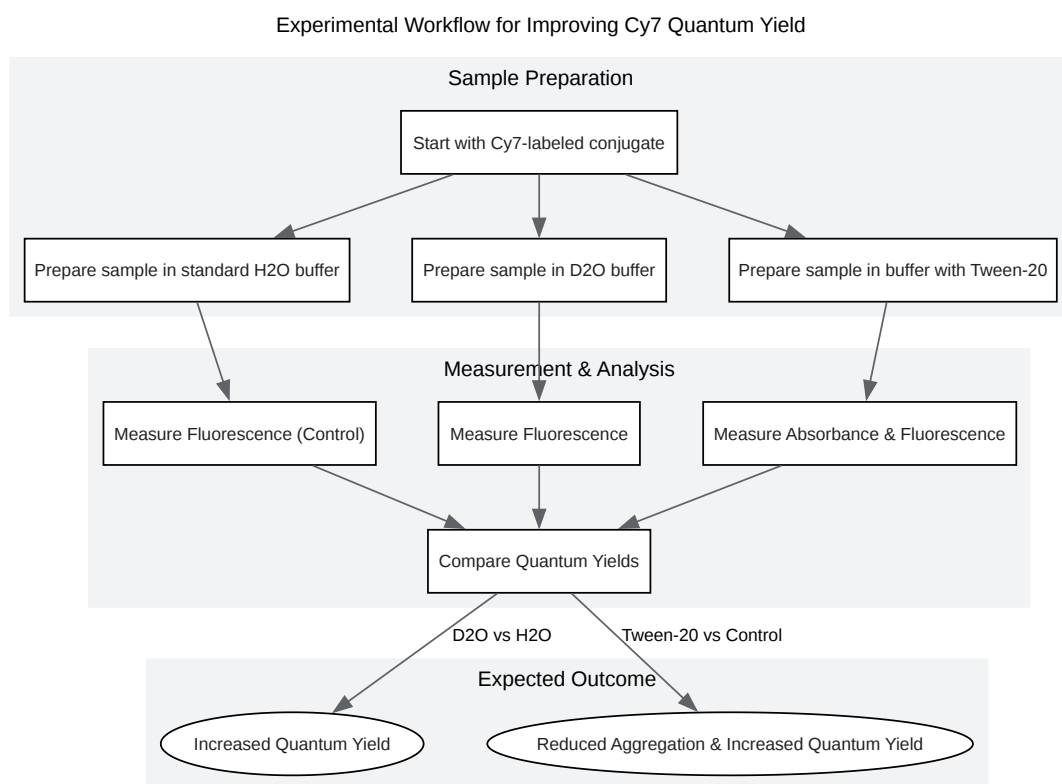 Experimental Workflow for Improving Cy7 Quantum Yield
Sample Preparation
Start with Cy7-labeled conjugate
Prepare sample in standard H2O buffer
Prepare sample in D2O buffer
Prepare sample in buffer with Tween-20
Measurement & Analysis
Measure Fluorescence (Control)
Measure Fluorescence
Measure Absorbance & Fluorescence
Compare Quantum Yields
D2O vs H2O
Tween-20 vs Control
Expected Outcome
Increased Quantum Yield
Reduced Aggregation & Increased Quantum Yield